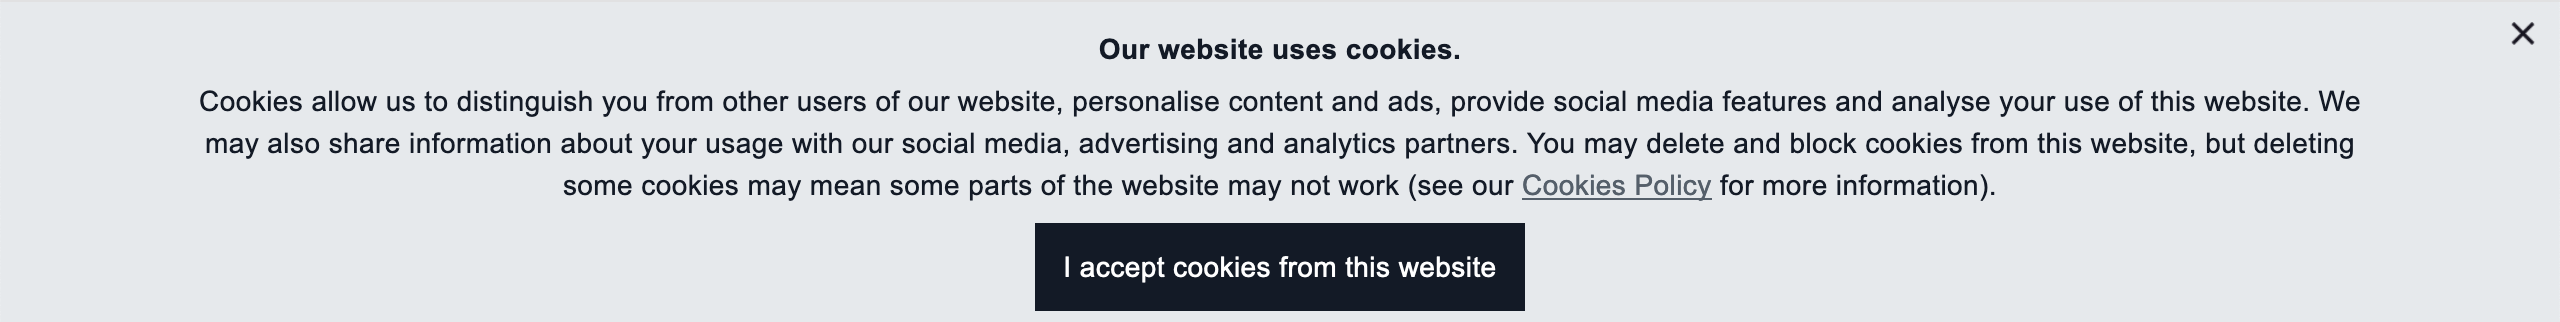 Our website uses cookies.
Cookies allow us to distinguish you from other users of our website, personalise content and ads, provide social media features and analyse your use of this website. We
may also share information about your usage with our social media, advertising and analytics partners. You may delete and block cookies from this website, but deleting
some cookies may mean some parts of the website may not work (see our Cookies Policy for more information).
I accept cookies from this website